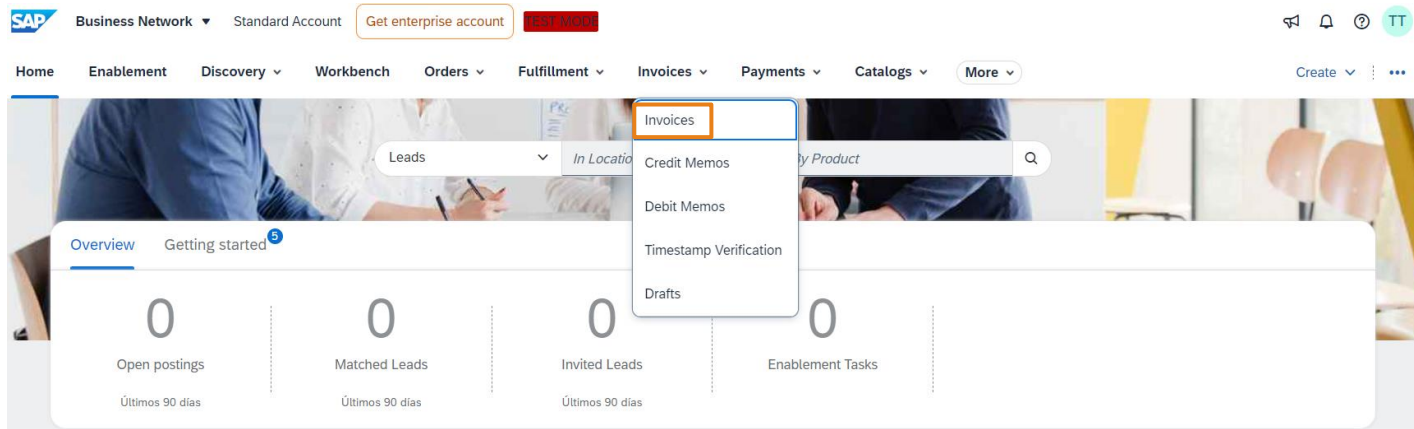 SAP Business Network Standard Account Get enterprise account TEST MODE TT
Home Enablement Discovery Workbench Orders Fulfillment Invoices Payments Catalogs More Create
Invoices
Leads In Locatio By Product
Credit Memos
Debit Memos
Timestamp Verification
Drafts
Overview Getting started 5
0 0 0 0
Open postings Matched Leads Invited Leads Enablement Tasks
Últimos 90 días Últimos 90 días Últimos 90 días